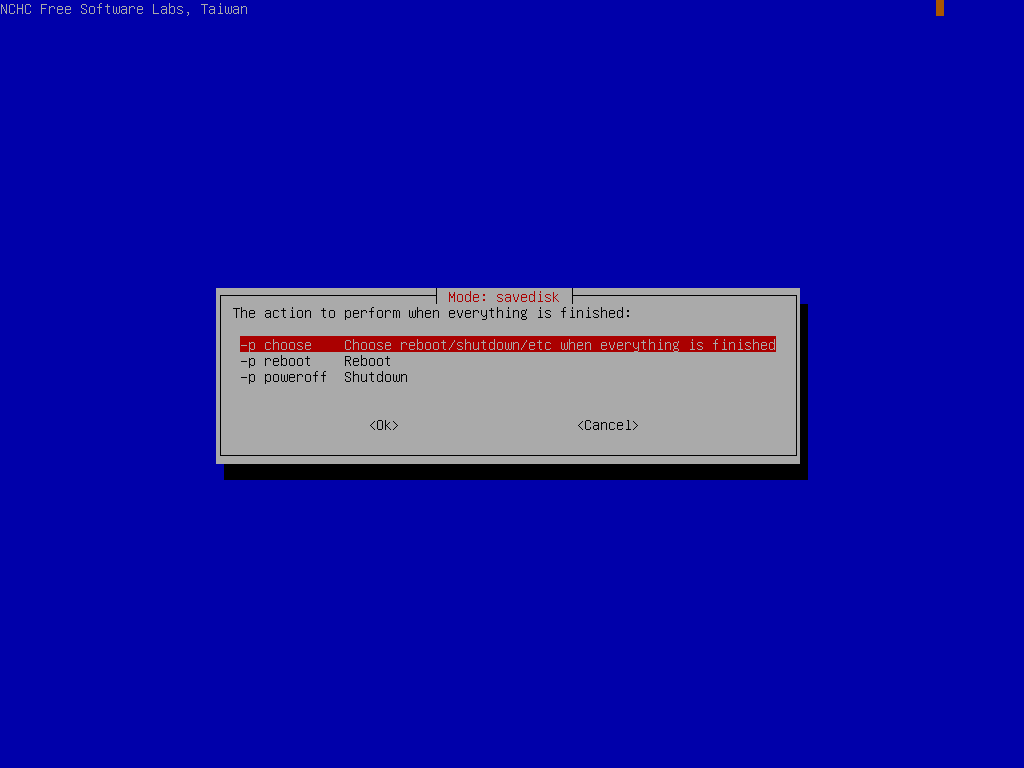 NCHC Free Software Labs, Taiwan
Mode: savedisk
The action to perform when everything is finished:
-p choose    Choose reboot/shutdown/etc when everything is finished
-p reboot    Reboot
-p poweroff  Shutdown
<Ok>    <Cancel>